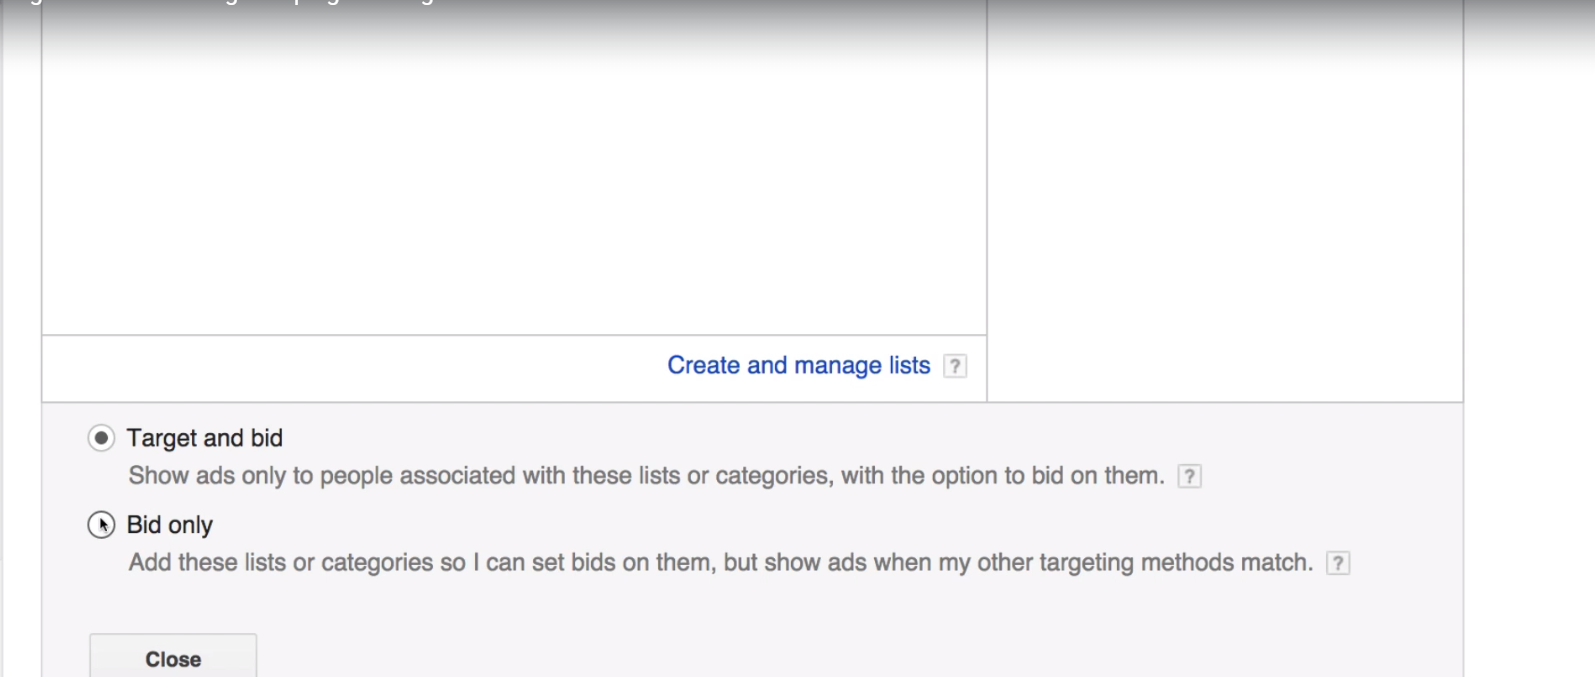 Create and manage lists ?
Target and bid
Show ads only to people associated with these lists or categories, with the option to bid on them. ?
Bid only
Add these lists or categories so I can set bids on them, but show ads when my other targeting methods match. ?
Close